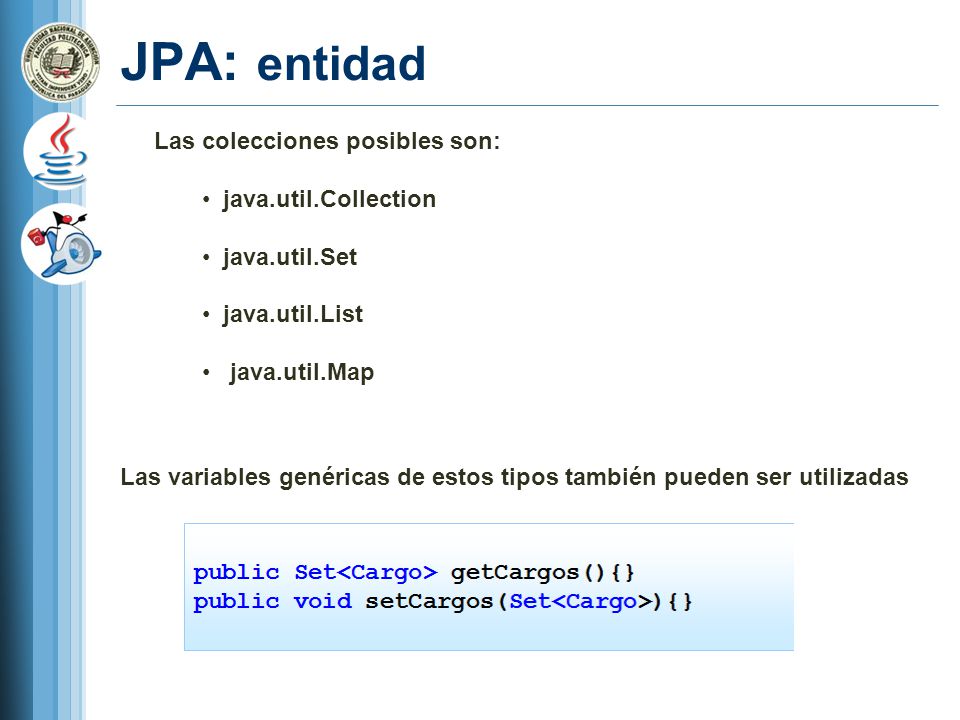 JPA: entidad
Las colecciones posibles son:
• java.util.Collection
• java.util.Set
• java.util.List
• java.util.Map
Las variables genéricas de estos tipos también pueden ser utilizadas
public Set<Cargo> getCargos(){}
public void setCargos(Set<Cargo>){}